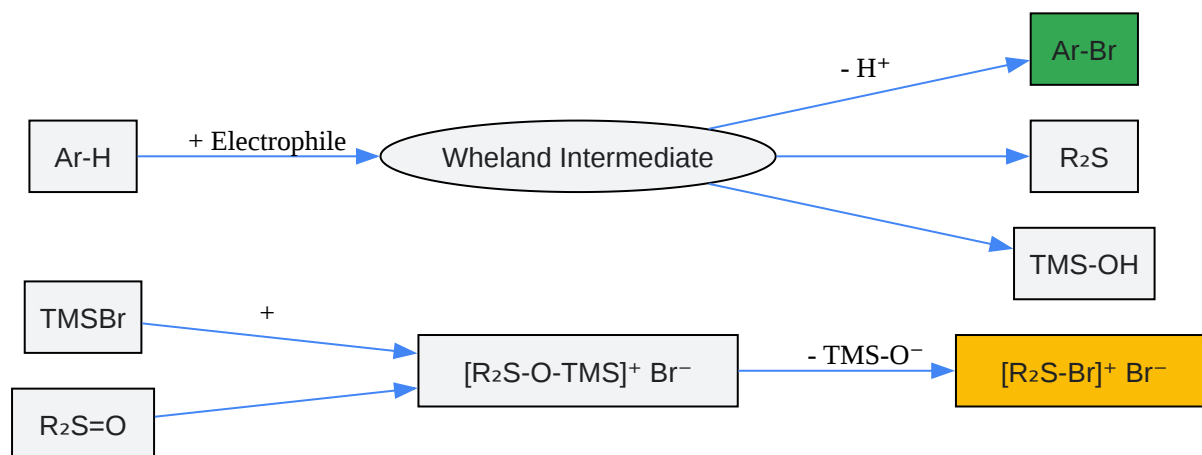 Ar-Br
- H⁺
Ar-H
+ Electrophile
Wheland Intermediate
R₂S
TMS-OH
TMSBr
+
[R₂S-O-TMS]⁺ Br⁻
- TMS-O⁻
[R₂S-Br]⁺ Br⁻
R₂S=O